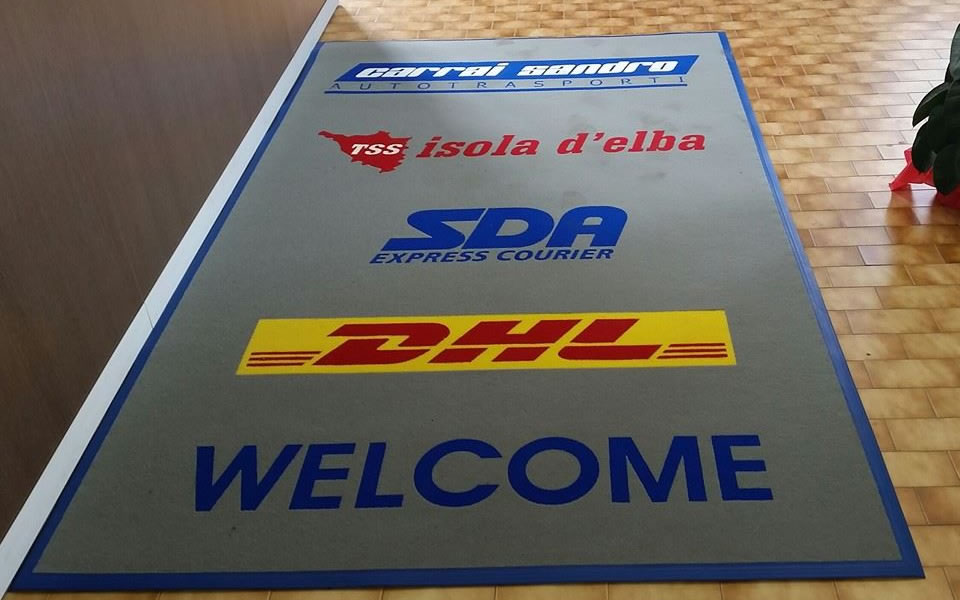 carrai sandro
AUTOTRASPORTI
TSS isola d'elba
SDA
EXPRESS COURIER
DHL
WELCOME